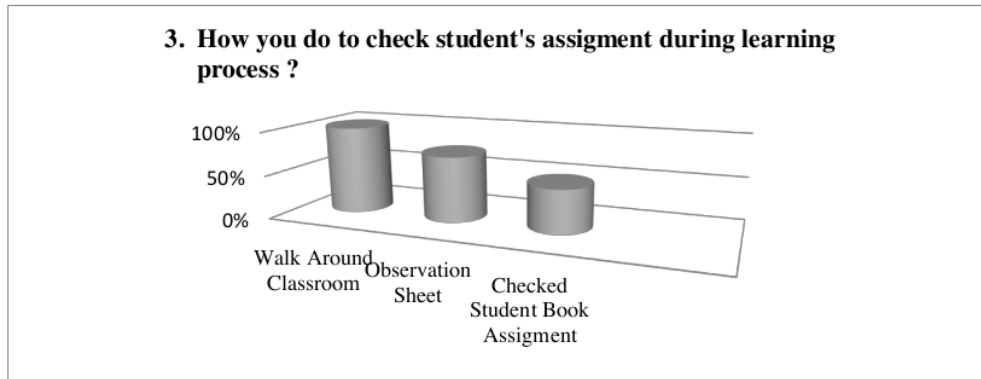 3. How you do to check student's assigment during learning
process ?
100%
50%
0%
Walk Around
Classroom
Observation
Sheet
Checked
Student Book
Assigment